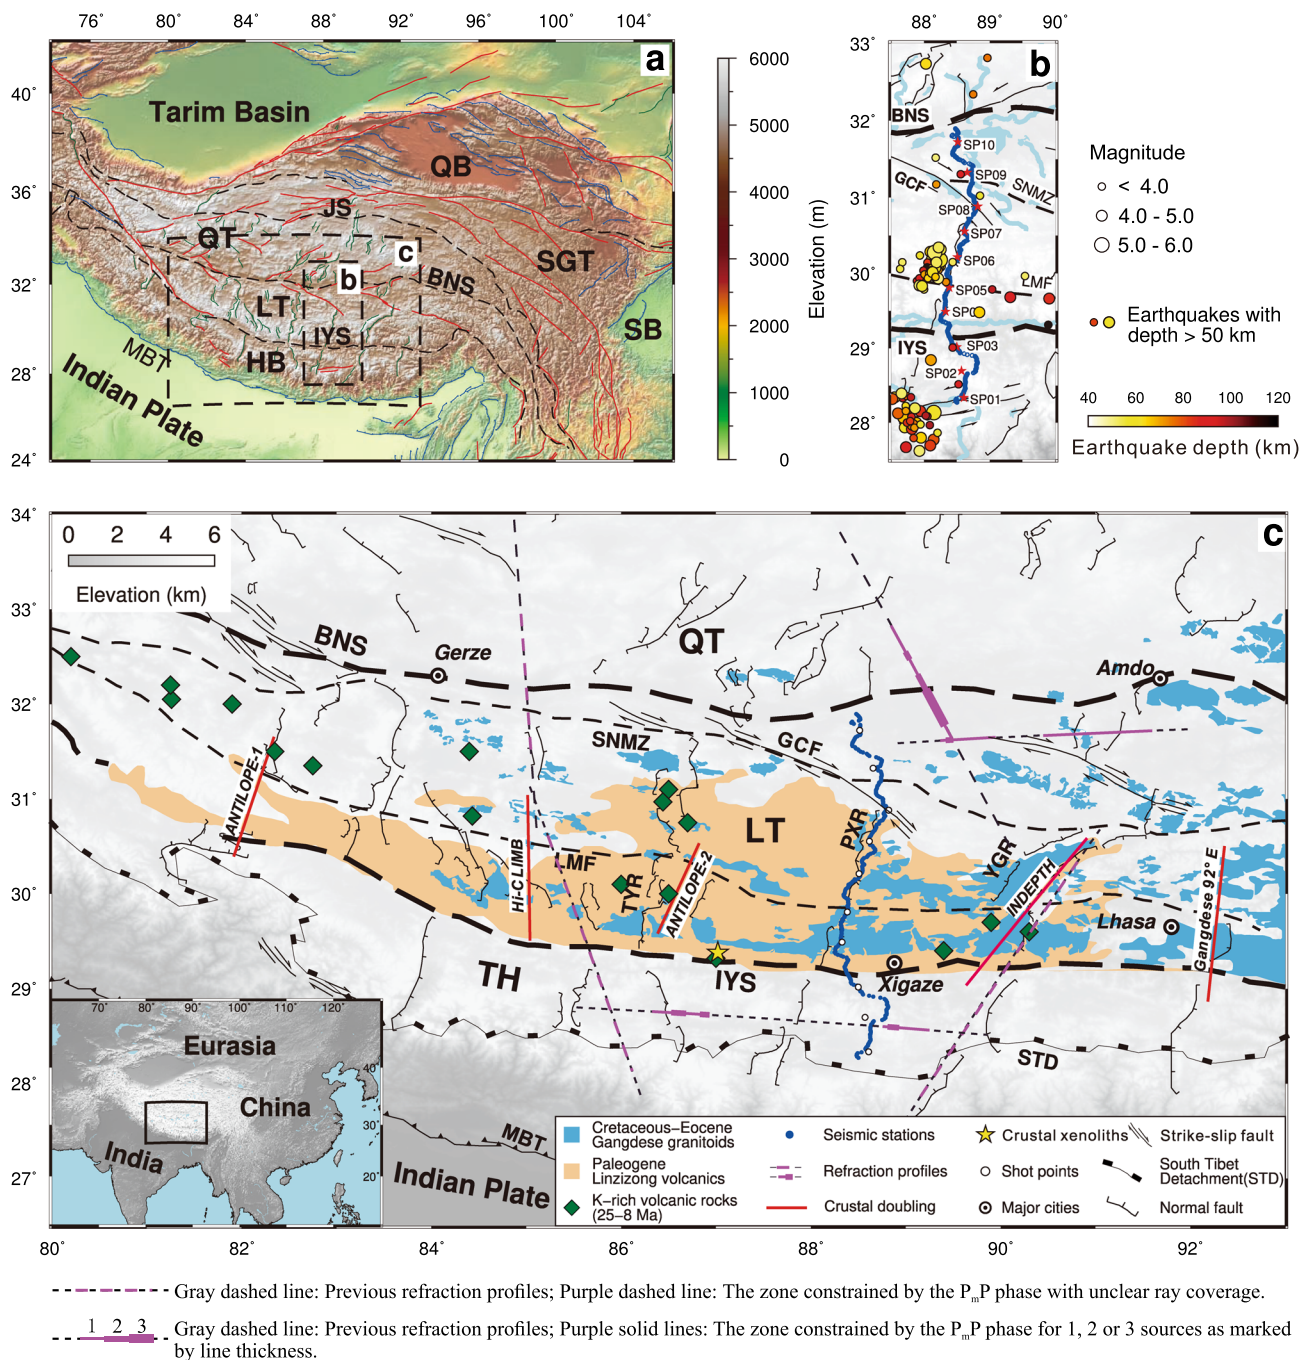 76° 80° 84° 88° 92° 96° 100° 104°
40°
36°
32°
28°
24°
a
Tarim Basin
QB
JS
QT
c
SGT
b
BNS
LT
IYS
SB
HB
MBT
Indian Plate
6000
5000
4000
3000
2000
1000
0
Elevation (m)
88° 89° 90°
33°
32°
31°
30°
29°
28°
b
BNS
SP10
SP09
SNMZ
GCF
SP08
SP07
SP06
SP05
LMF
IYS
SP03
SP02
SP01
Magnitude
< 4.0
4.0 - 5.0
5.0 - 6.0
Earthquakes with
depth > 50 km
40 60 80 100 120
Earthquake depth (km)
34°
33°
32°
31°
30°
29°
28°
27°
0 2 4 6
Elevation (km)
c
BNS
Gerze
QT
Amdo
SNMZ
GCF
ANTILOPE-1
LT
PXR
YGR
Hi-C LIMB
LMF
TYR
ANTILOPE-2
INDEPTH
Lhasa
Gangdese 92° E
TH
IYS
Xigaze
STD
MBT
Indian Plate
70° 80° 90° 100° 110° 120°
Eurasia
40°
China
30°
India
20°
Cretaceous–Eocene
Gangdese granitoids
Paleogene
Linzizong volcanics
K–rich volcanic rocks
(25–8 Ma)
Seismic stations
Refraction profiles
Crustal doubling
Crustal xenoliths
Shot points
Major cities
Strike-slip fault
South Tibet
Detachment(STD)
Normal fault
80° 82° 84° 86° 88° 90° 92°
Gray dashed line: Previous refraction profiles; Purple dashed line: The zone constrained by the PmP phase with unclear ray coverage.
1 2 3
Gray dashed line: Previous refraction profiles; Purple solid lines: The zone constrained by the PmP phase for 1, 2 or 3 sources as marked
by line thickness.